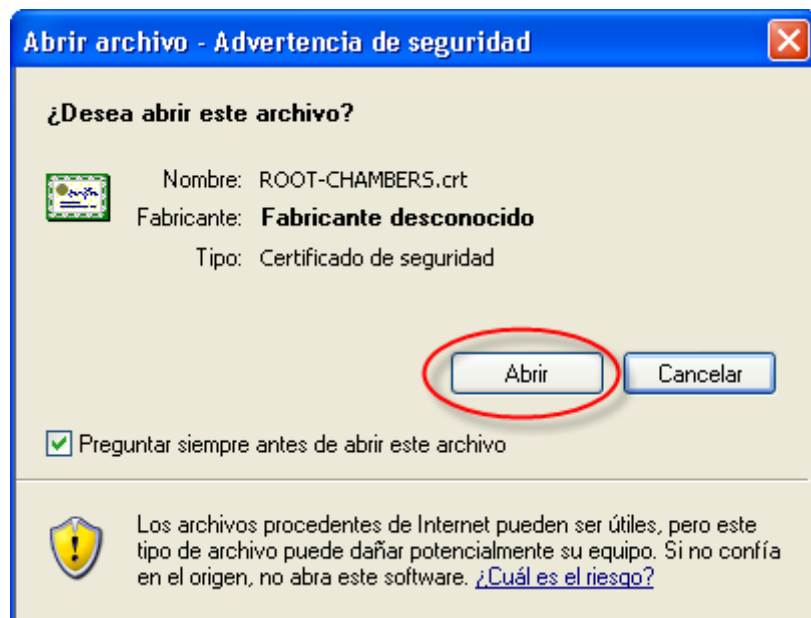 Abrir archivo - Advertencia de seguridad
¿Desea abrir este archivo?
Nombre: ROOT-CHAMBERS.crt
Fabricante: Fabricante desconocido
Tipo: Certificado de seguridad
Abrir Cancelar
Preguntar siempre antes de abrir este archivo
Los archivos procedentes de Internet pueden ser útiles, pero este
tipo de archivo puede dañar potencialmente su equipo. Si no confía
en el origen, no abra este software. ¿Cuál es el riesgo?